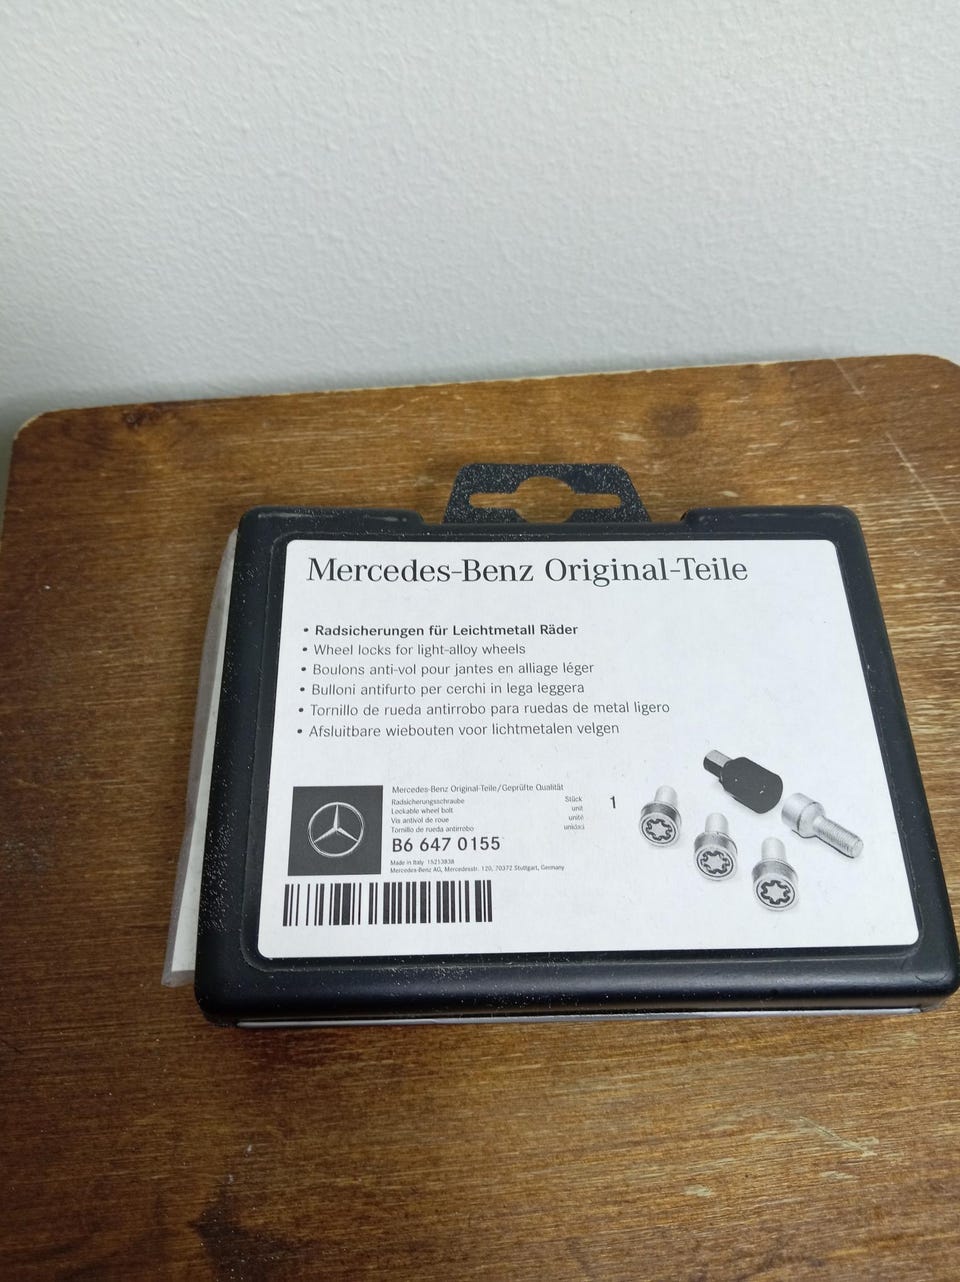 Mercedes-Benz Original-Teile
• Radsicherungen für Leichtmetall Räder
• Wheel locks for light-alloy wheels
• Boulons anti-vol pour jantes en alliage léger
• Bulloni antifurto per cerchi in lega leggera
• Tornillo de rueda antirrobo para ruedas de metal ligero
• Afsluitbare wiebouten voor lichtmetalen velgen
Mercedes-Benz Original-Teile/Geprüfte Qualität
Radsicherungsschraube
Lockable wheel bolt
Vis antivol de roue
Tornillo de rueda antirrobo
Stück
unit
unité
unidad
1
B6 647 0155
Made in Italy 15213838
Mercedes-Benz AG, Mercedesstr. 120, 70372 Stuttgart, Germany